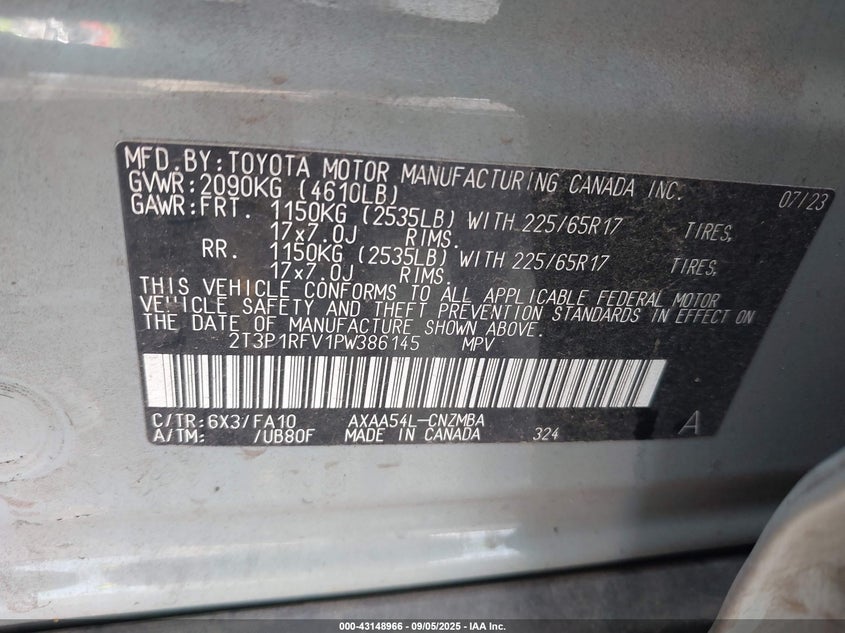 MFD. BY: TOYOTA MOTOR MANUFACTURING CANADA INC. 07/23
GVWR: 2090KG (4610LB)
GAWR: FRT. 1150KG (2535LB) WITH 225/65R17 TIRES,
17x7.0J RIMS.
RR. 1150KG (2535LB) WITH 225/65R17 TIRES,
17x7.0J RIMS.
THIS VEHICLE CONFORMS TO ALL APPLICABLE FEDERAL MOTOR
VEHICLE SAFETY AND THEFT PREVENTION STANDARDS IN EFFECT ON
THE DATE OF MANUFACTURE SHOWN ABOVE.
2T3P1RFV1PW386145 MPV
C/TR: 6X3/FA10 AXAA54L-CNZMBA A
A/TM: /UB80F MADE IN CANADA 324
000-43148966 - 09/05/2025 - IAA Inc.